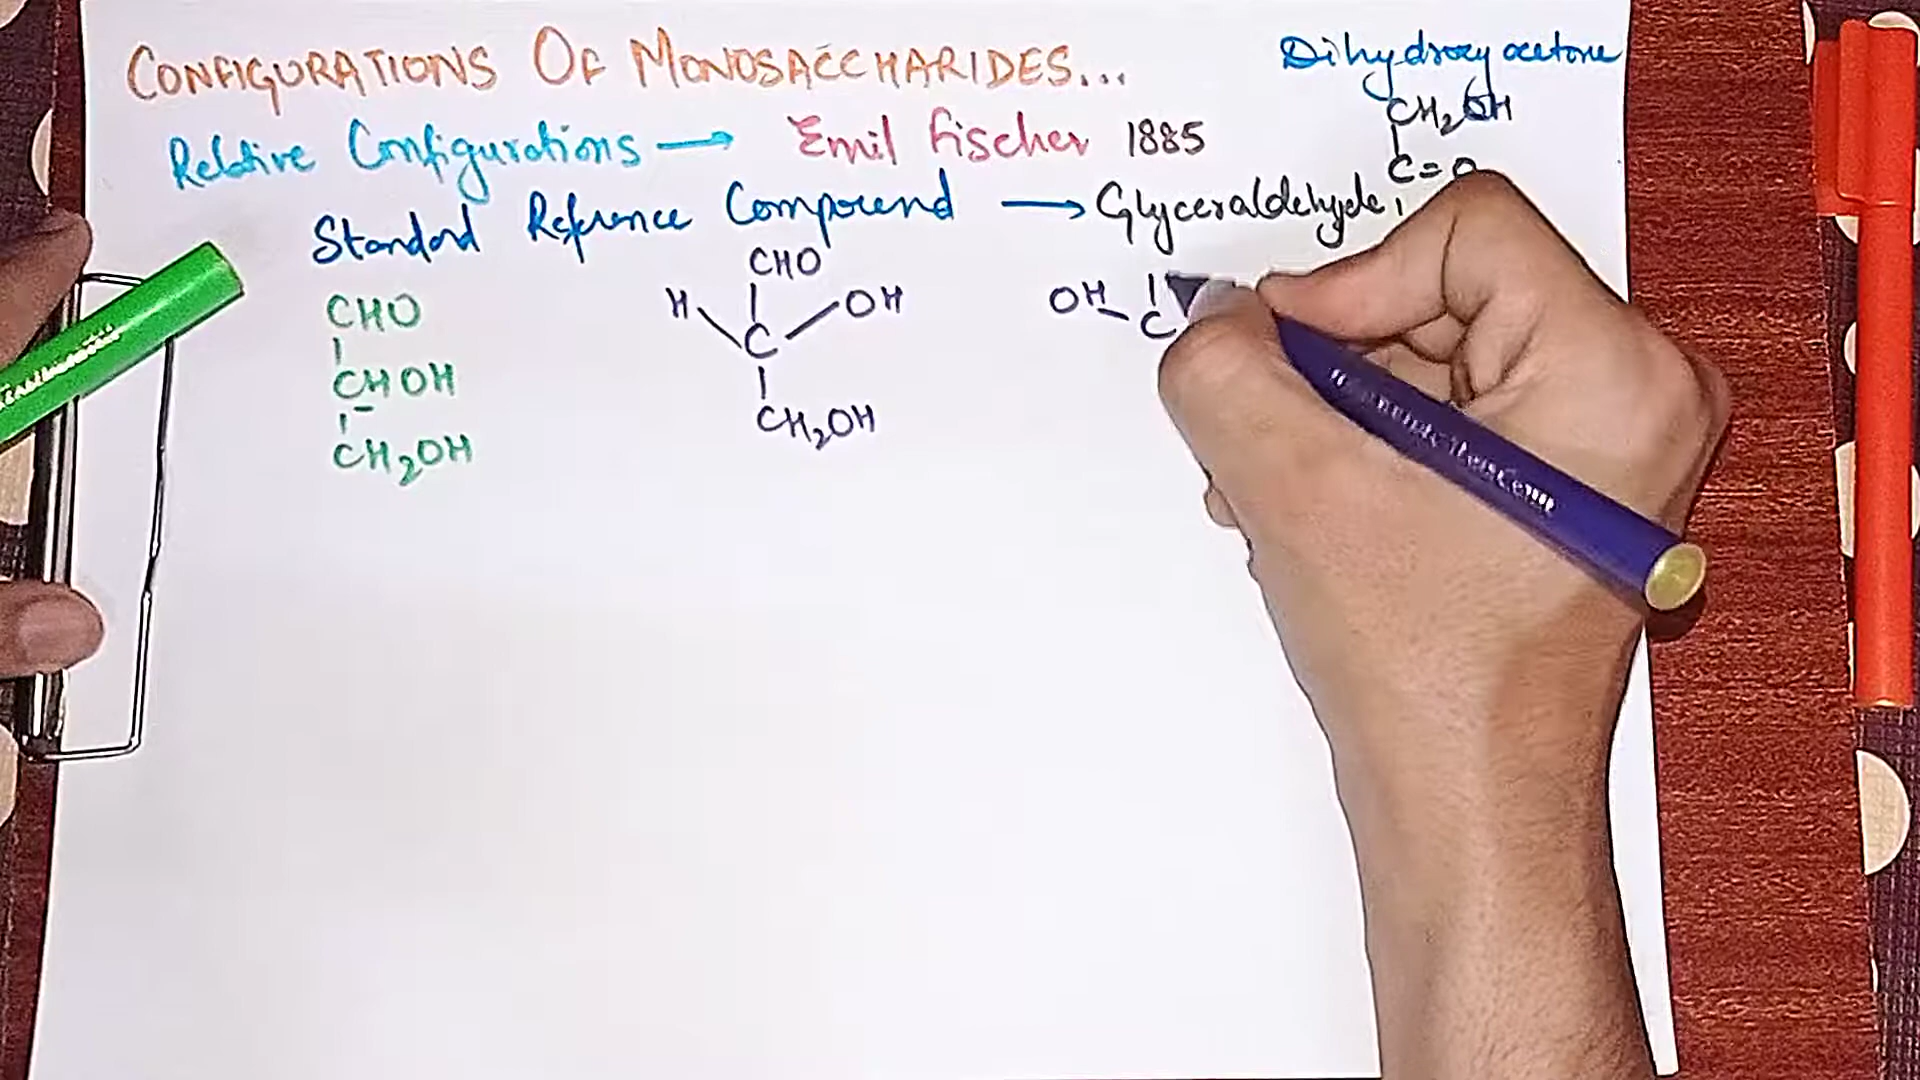 CONFIGURATIONS OF MONOSACCHARIDES...
Dihydroxy acetone
CH2OH
C=O
Relative Configurations → Emil Fischer 1885
Standard Reference Compound → Glyceraldehyde,
CHO
CHOH
CH2OH
CHO
H OH
C
CH2OH
OH
C